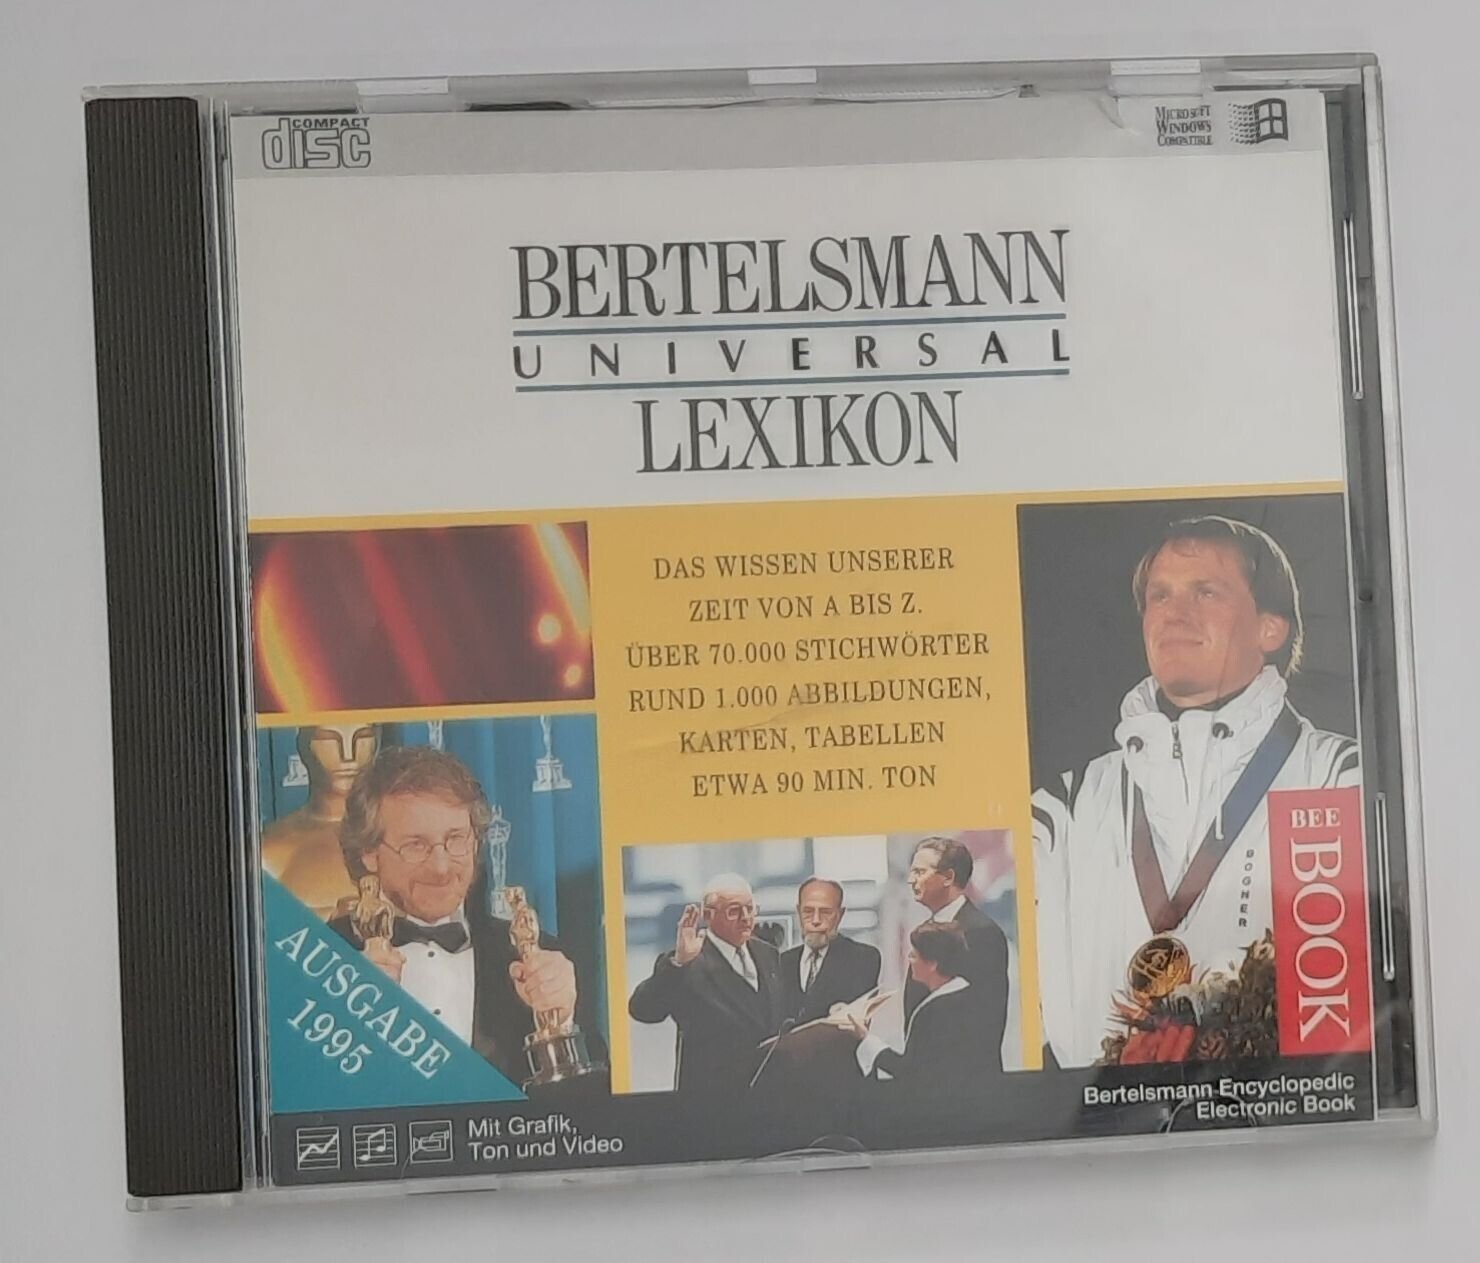 COMPACT
disc
MICROSOFT
WINDOWS
COMPATIBLE
BERTELSMANN
UNIVERSAL
LEXIKON
DAS WISSEN UNSERER
ZEIT VON A BIS Z.
ÜBER 70.000 STICHWÖRTER
RUND 1.000 ABBILDUNGEN,
KARTEN, TABELLEN
ETWA 90 MIN. TON
BOGNER
BEE
BOOK
AUSGABE
1995
Bertelsmann Encyclopedic
Electronic Book
Mit Grafik,
Ton und Video